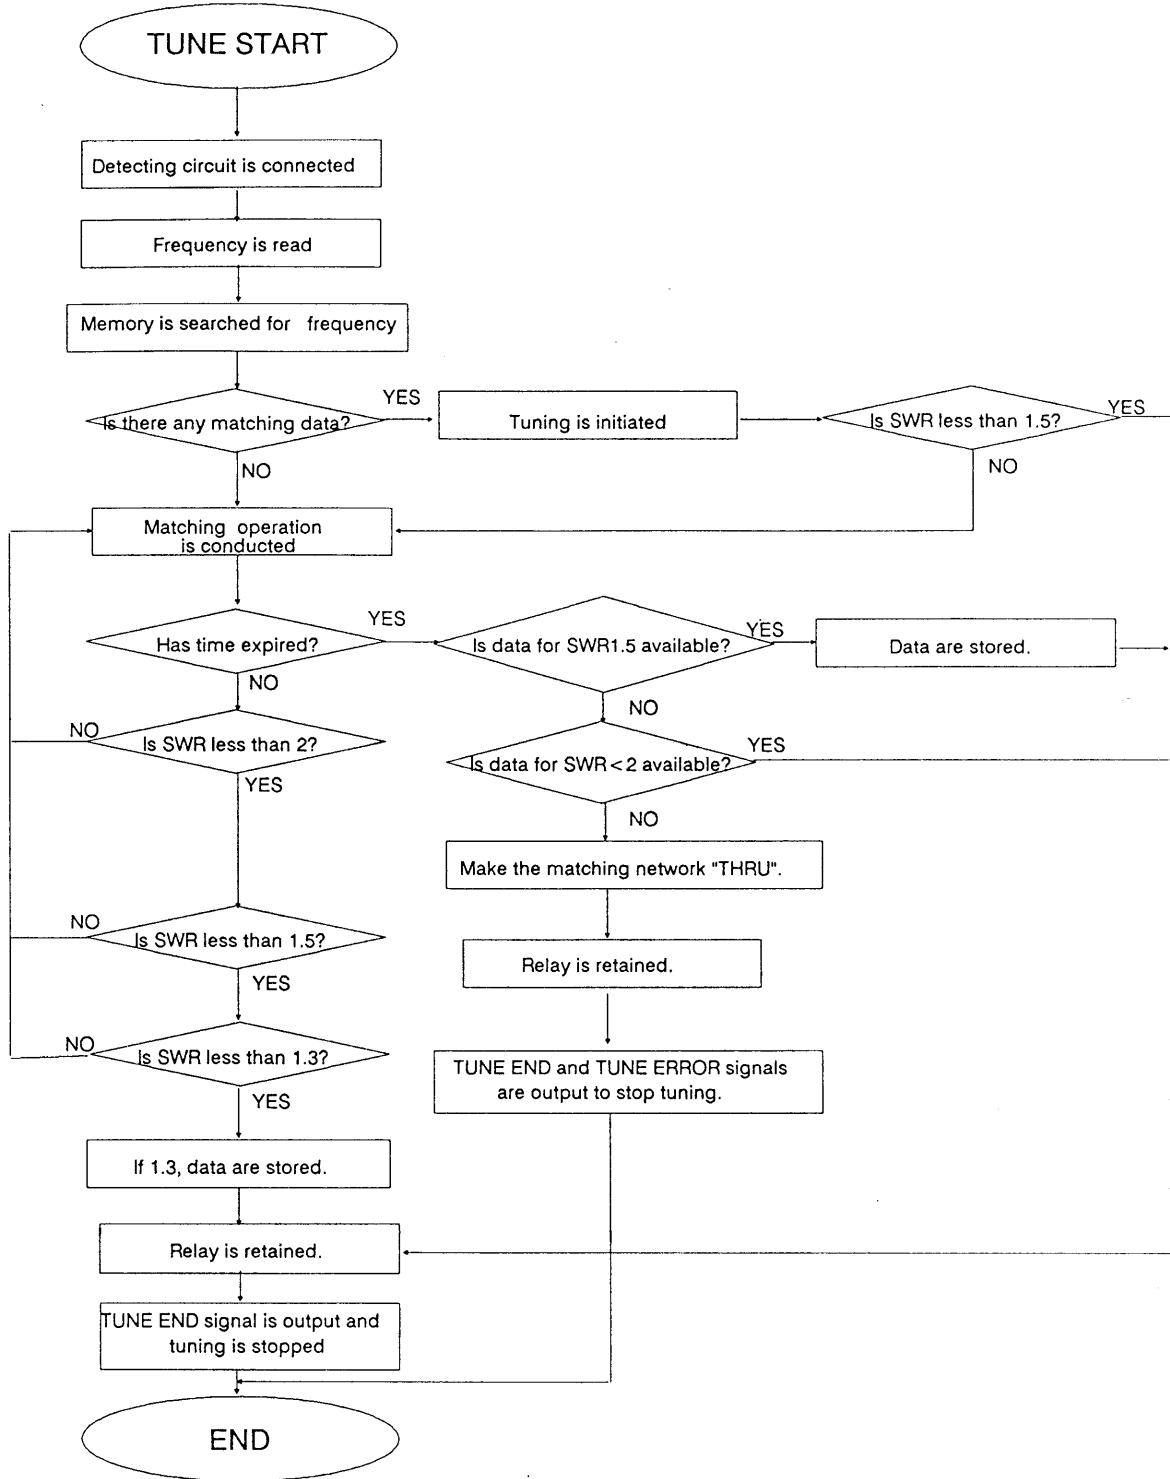 TUNE START
Detecting circuit is connected
Frequency is read
Memory is searched for frequency
Is there any matching data?
YES
Tuning is initiated
Is SWR less than 1.5?
YES
NO
NO
Matching operation
is conducted
Has time expired?
YES
Is data for SWR1.5 available?
YES
Data are stored.
NO
NO
NO
Is SWR less than 2?
YES
Is data for SWR<2 available?
YES
NO
Make the matching network "THRU".
NO
Is SWR less than 1.5?
YES
Relay is retained.
NO
Is SWR less than 1.3?
YES
TUNE END and TUNE ERROR signals
are output to stop tuning.
If 1.3, data are stored.
Relay is retained.
TUNE END signal is output and
tuning is stopped
END